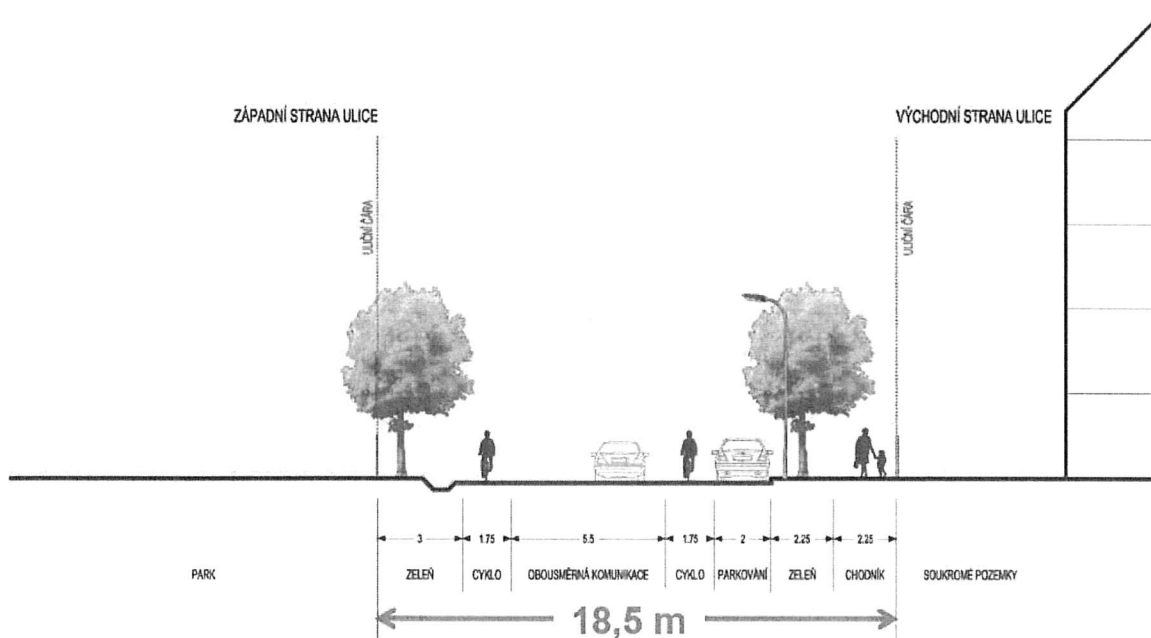 ZÁPADNÍ STRANA ULICE
VÝCHODNÍ STRANA ULICE
ULIČNÍ ČÁRA
ULIČNÍ ČÁRA
3 1.75 5.5 1.75 2 2.25 2.25
PARK ZELEŇ CYKLO OBOUSMĚRNÁ KOMUNIKACE CYKLO PARKOVÁNÍ ZELEŇ CHODNÍK SOUKROMÉ POZEMKY
18,5 m